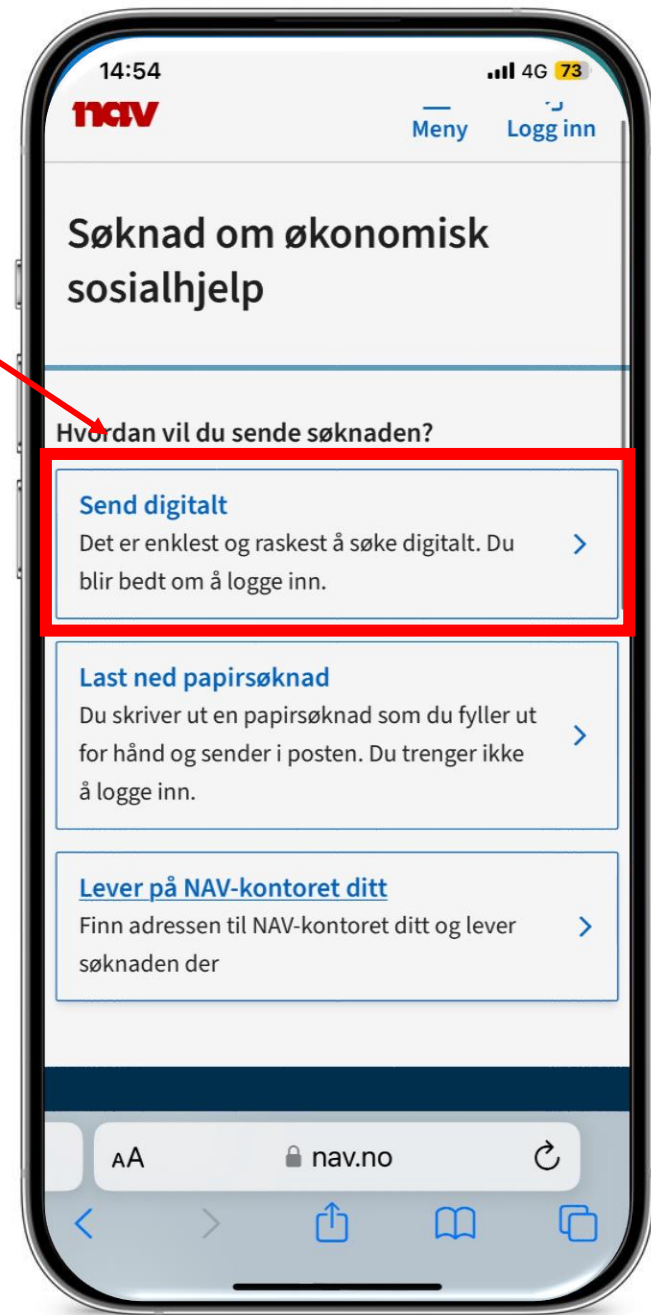 14:54
4G 73
nav
Meny
Logg inn
Søknad om økonomisk
sosialhjelp
Hvordan vil du sende søknaden?
Send digitalt
Det er enklest og raskest å søke digitalt. Du
blir bedt om å logge inn.
Last ned papirsøknad
Du skriver ut en papirsøknad som du fyller ut
for hånd og sender i posten. Du trenger ikke
å logge inn.
Lever på NAV-kontoret ditt
Finn adressen til NAV-kontoret ditt og lever
søknaden der
AA
nav.no